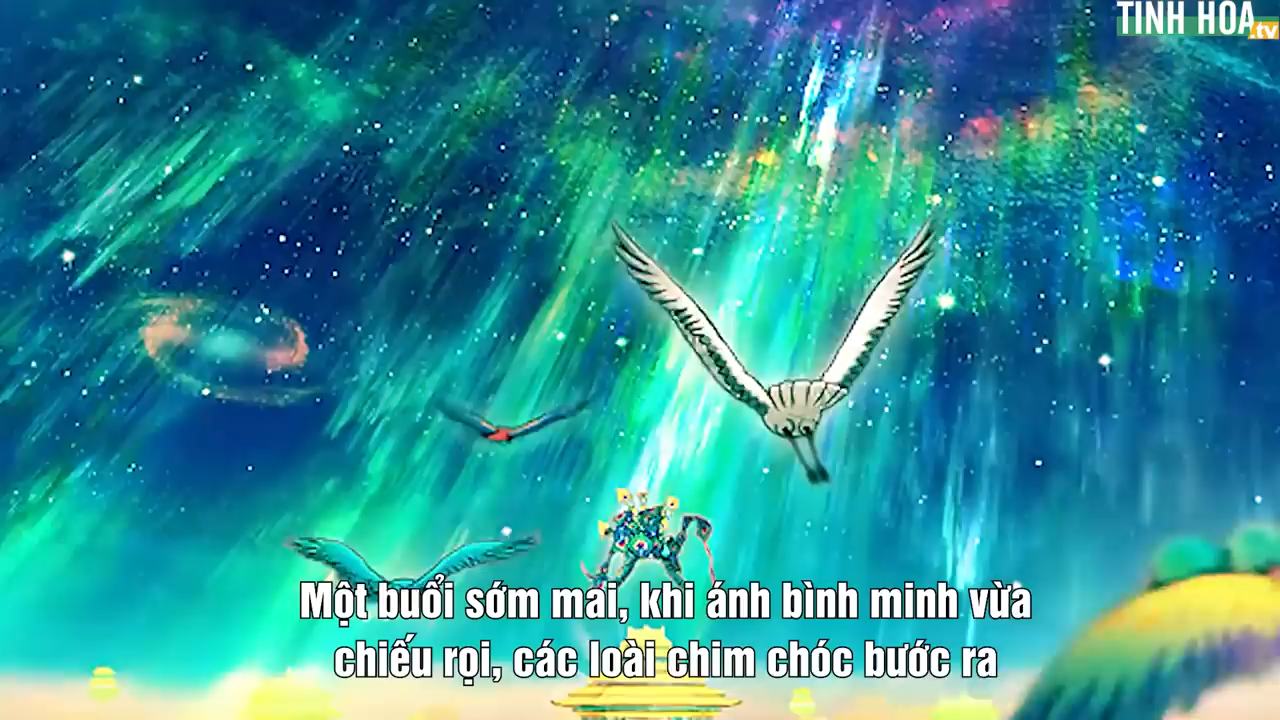 TINH HOA
.tv
Một buổi sớm mai, khi ánh bình minh vừa
chiếu rọi, các loài chim chóc bước ra